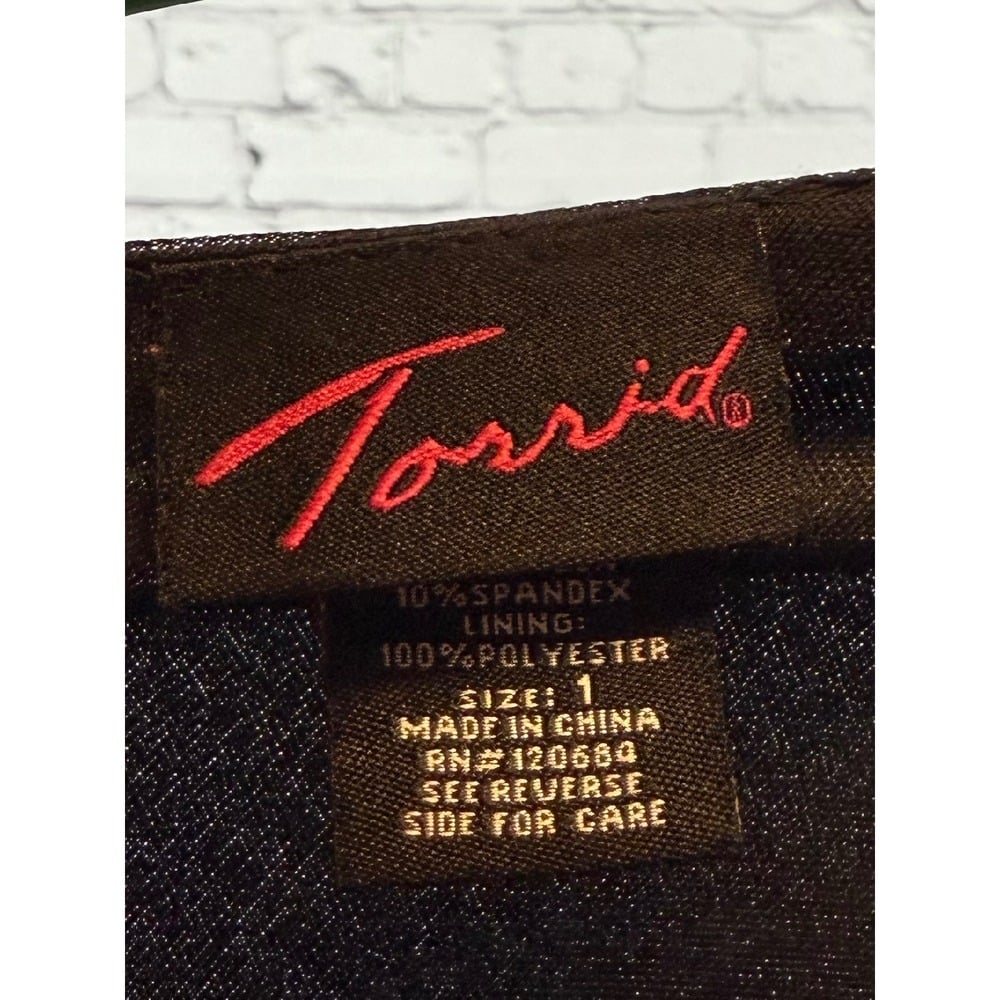 Torrid®
10%SPANDEX
LINING:
100%POLYESTER
SIZE: 1
MADE IN CHINA
RN#120684
SEE REVERSE
SIDE FOR CARE